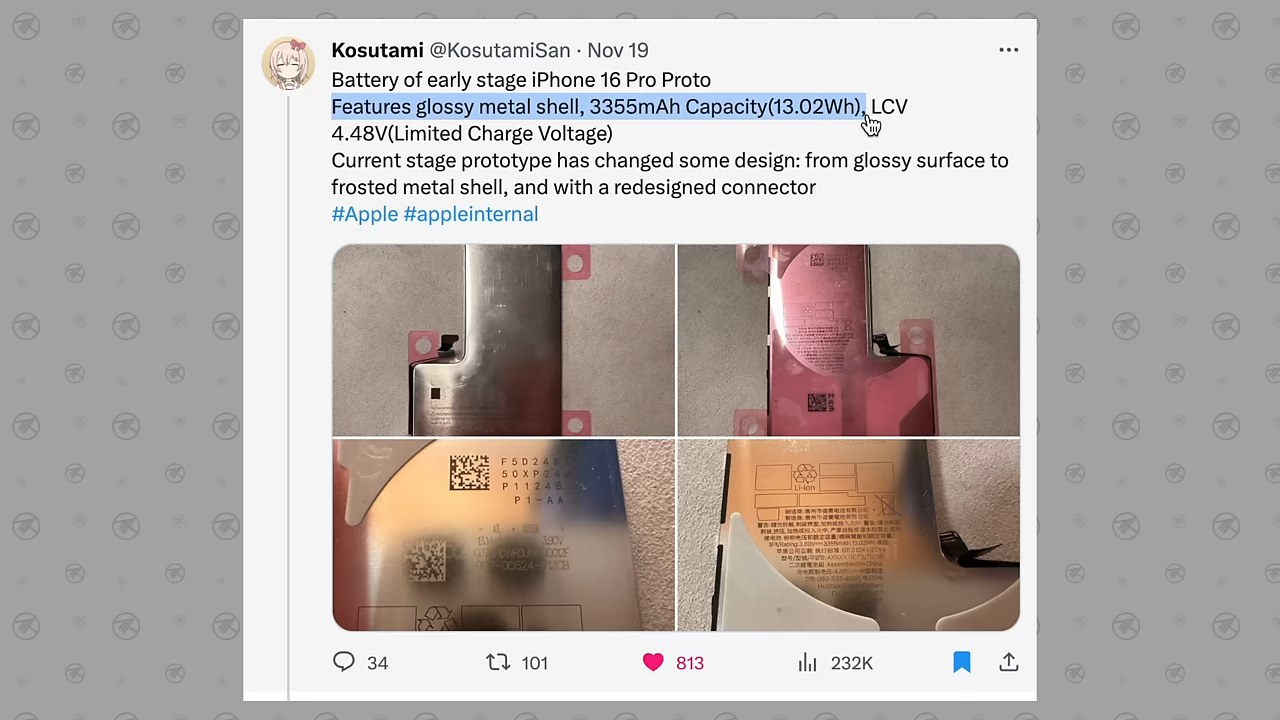 Kosutami @KosutamiSan · Nov 19
Battery of early stage iPhone 16 Pro Proto
Features glossy metal shell, 3355mAh Capacity(13.02Wh), LCV
4.48V(Limited Charge Voltage)
Current stage prototype has changed some design: from glossy surface to
frosted metal shell, and with a redesigned connector
#Apple #appleinternal
MRS
F5D248
50XP24
P11248
P1-AA
Li-ion
Assembled in China
34
101
813
232K